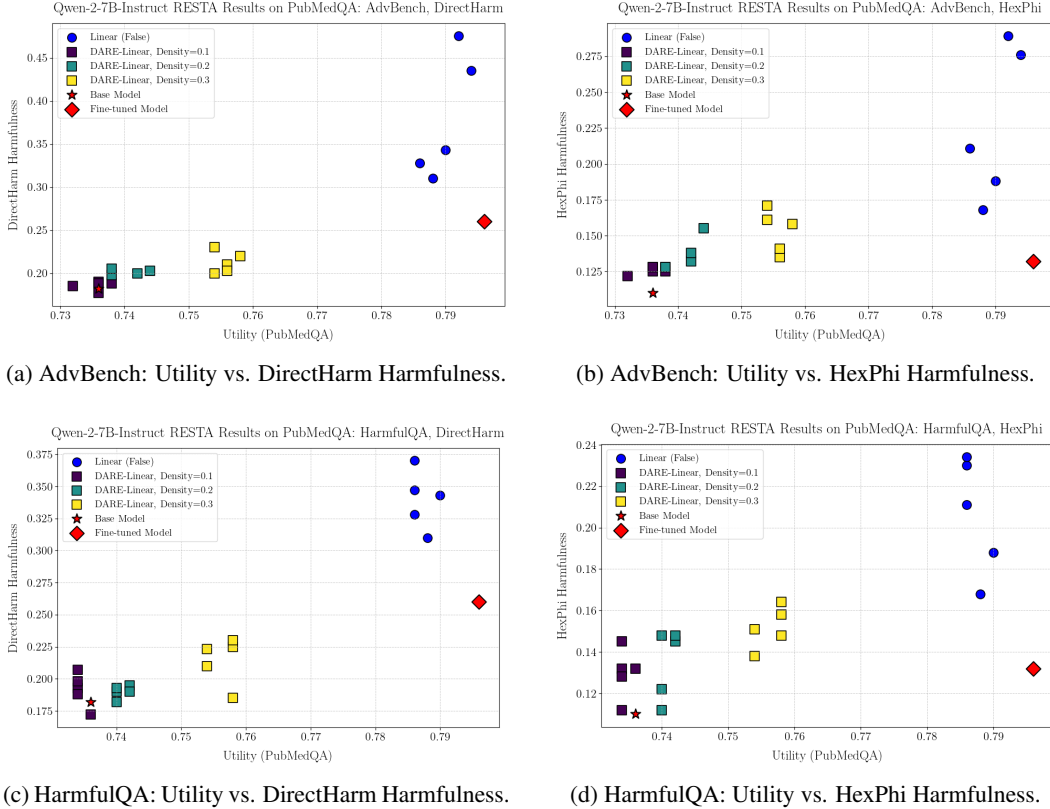 Qwen-2-7B-Instruct RESTA Results on PubMedQA: AdvBench, DirectHarm
Linear (False)
DARE-Linear, Density=0.1
DARE-Linear, Density=0.2
DARE-Linear, Density=0.3
Base Model
Fine-tuned Model
DirectHarm Harmfulness
0.45
0.40
0.35
0.30
0.25
0.20
0.73 0.74 0.75 0.76 0.77 0.78 0.79
Utility (PubMedQA)
(a) AdvBench: Utility vs. DirectHarm Harmfulness.
Qwen-2-7B-Instruct RESTA Results on PubMedQA: AdvBench, HexPhi
Linear (False)
DARE-Linear, Density=0.1
DARE-Linear, Density=0.2
DARE-Linear, Density=0.3
Base Model
Fine-tuned Model
HexPhi Harmfulness
0.275
0.250
0.225
0.200
0.175
0.150
0.125
0.73 0.74 0.75 0.76 0.77 0.78 0.79
Utility (PubMedQA)
(b) AdvBench: Utility vs. HexPhi Harmfulness.
Qwen-2-7B-Instruct RESTA Results on PubMedQA: HarmfulQA, DirectHarm
Linear (False)
DARE-Linear, Density=0.1
DARE-Linear, Density=0.2
DARE-Linear, Density=0.3
Base Model
Fine-tuned Model
DirectHarm Harmfulness
0.375
0.350
0.325
0.300
0.275
0.250
0.225
0.200
0.175
0.74 0.75 0.76 0.77 0.78 0.79
Utility (PubMedQA)
(c) HarmfulQA: Utility vs. DirectHarm Harmfulness.
Qwen-2-7B-Instruct RESTA Results on PubMedQA: HarmfulQA, HexPhi
Linear (False)
DARE-Linear, Density=0.1
DARE-Linear, Density=0.2
DARE-Linear, Density=0.3
Base Model
Fine-tuned Model
HexPhi Harmfulness
0.24
0.22
0.20
0.18
0.16
0.14
0.12
0.74 0.75 0.76 0.77 0.78 0.79
Utility (PubMedQA)
(d) HarmfulQA: Utility vs. HexPhi Harmfulness.